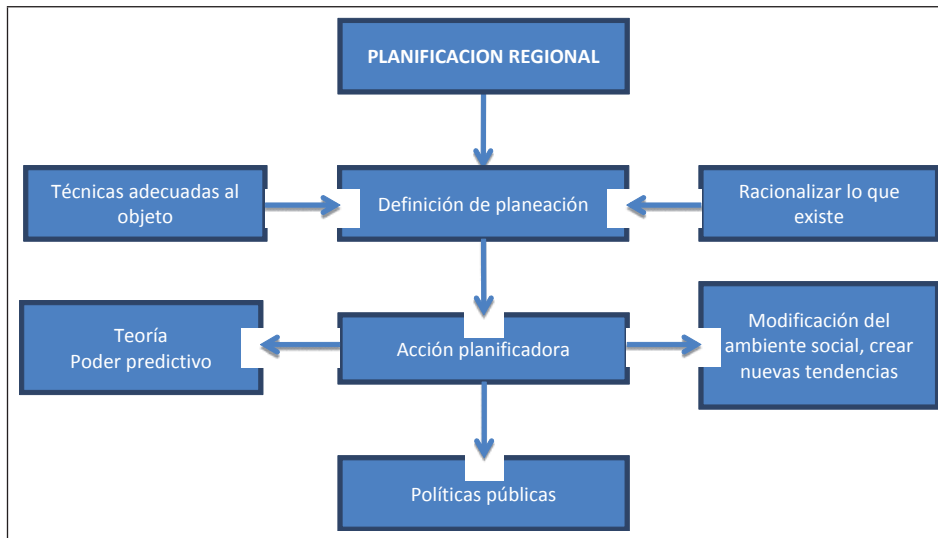 PLANIFICACION REGIONAL
Técnicas adecuadas al
objeto
Definición de planeación
Racionalizar lo que
existe
Teoría
Poder predictivo
Acción planificadora
Modificación del
ambiente social, crear
nuevas tendencias
Políticas públicas